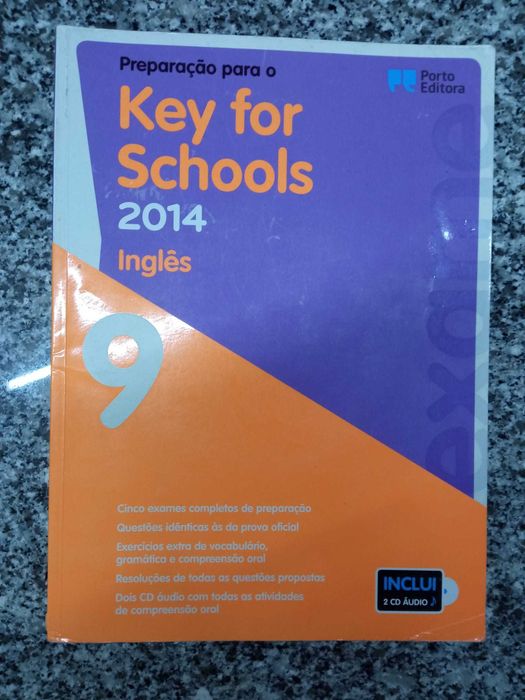 Preparação para o
Porto
Editora
Key for
Schools
2014
Inglês
exame
9
Cinco exames completos de preparação
Questões idênticas às da prova oficial
Exercícios extra de vocabulário,
gramática e compreensão oral
Resoluções de todas as questões propostas
Dois CD áudio com todas as atividades
de compreensão oral
INCLUI
2 CD ÁUDIO